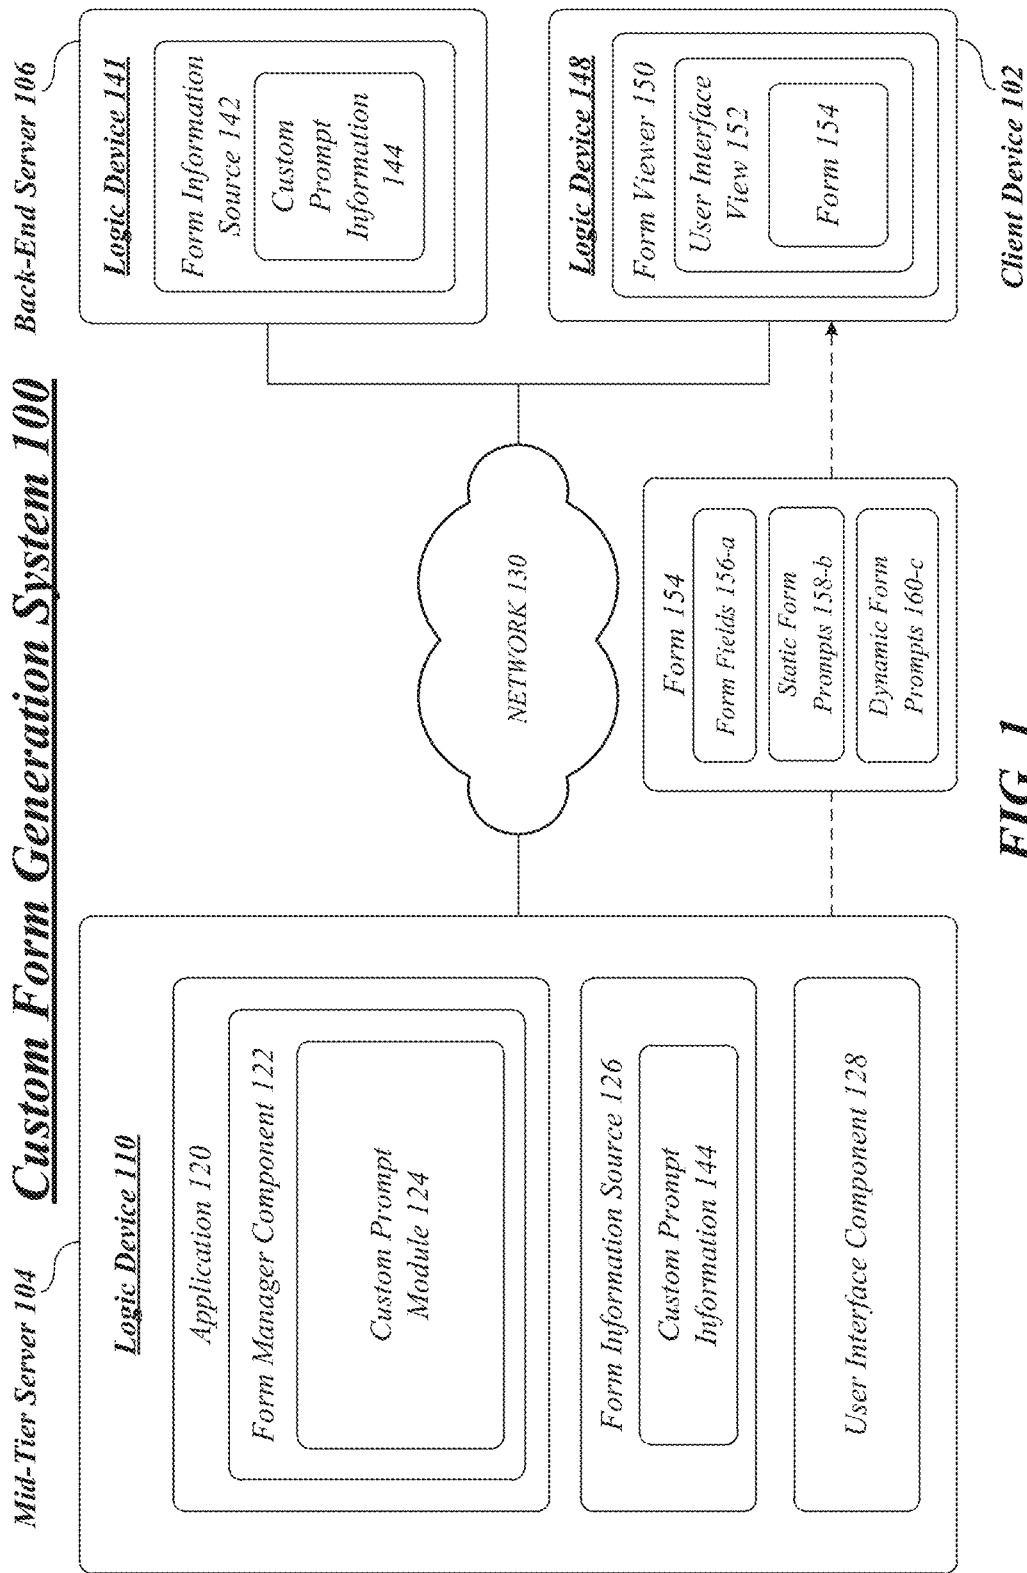 Custom Form Generation System 100
Mid-Tier Server 104
Logic Device 110
Application 120
Form Manager Component 122
Custom Prompt
Module 124
Form Information Source 126
Custom Prompt
Information 144
User Interface Component 128
NETWORK 130
Form 154
Form Fields 156-a
Static Form
Prompts 158-b
Dynamic Form
Prompts 160-c
Back-End Server 106
Logic Device 141
Form Information
Source 142
Custom
Prompt
Information
144
Logic Device 148
Form Viewer 150
User Interface
View 152
Form 154
Client Device 102
FIG. 1